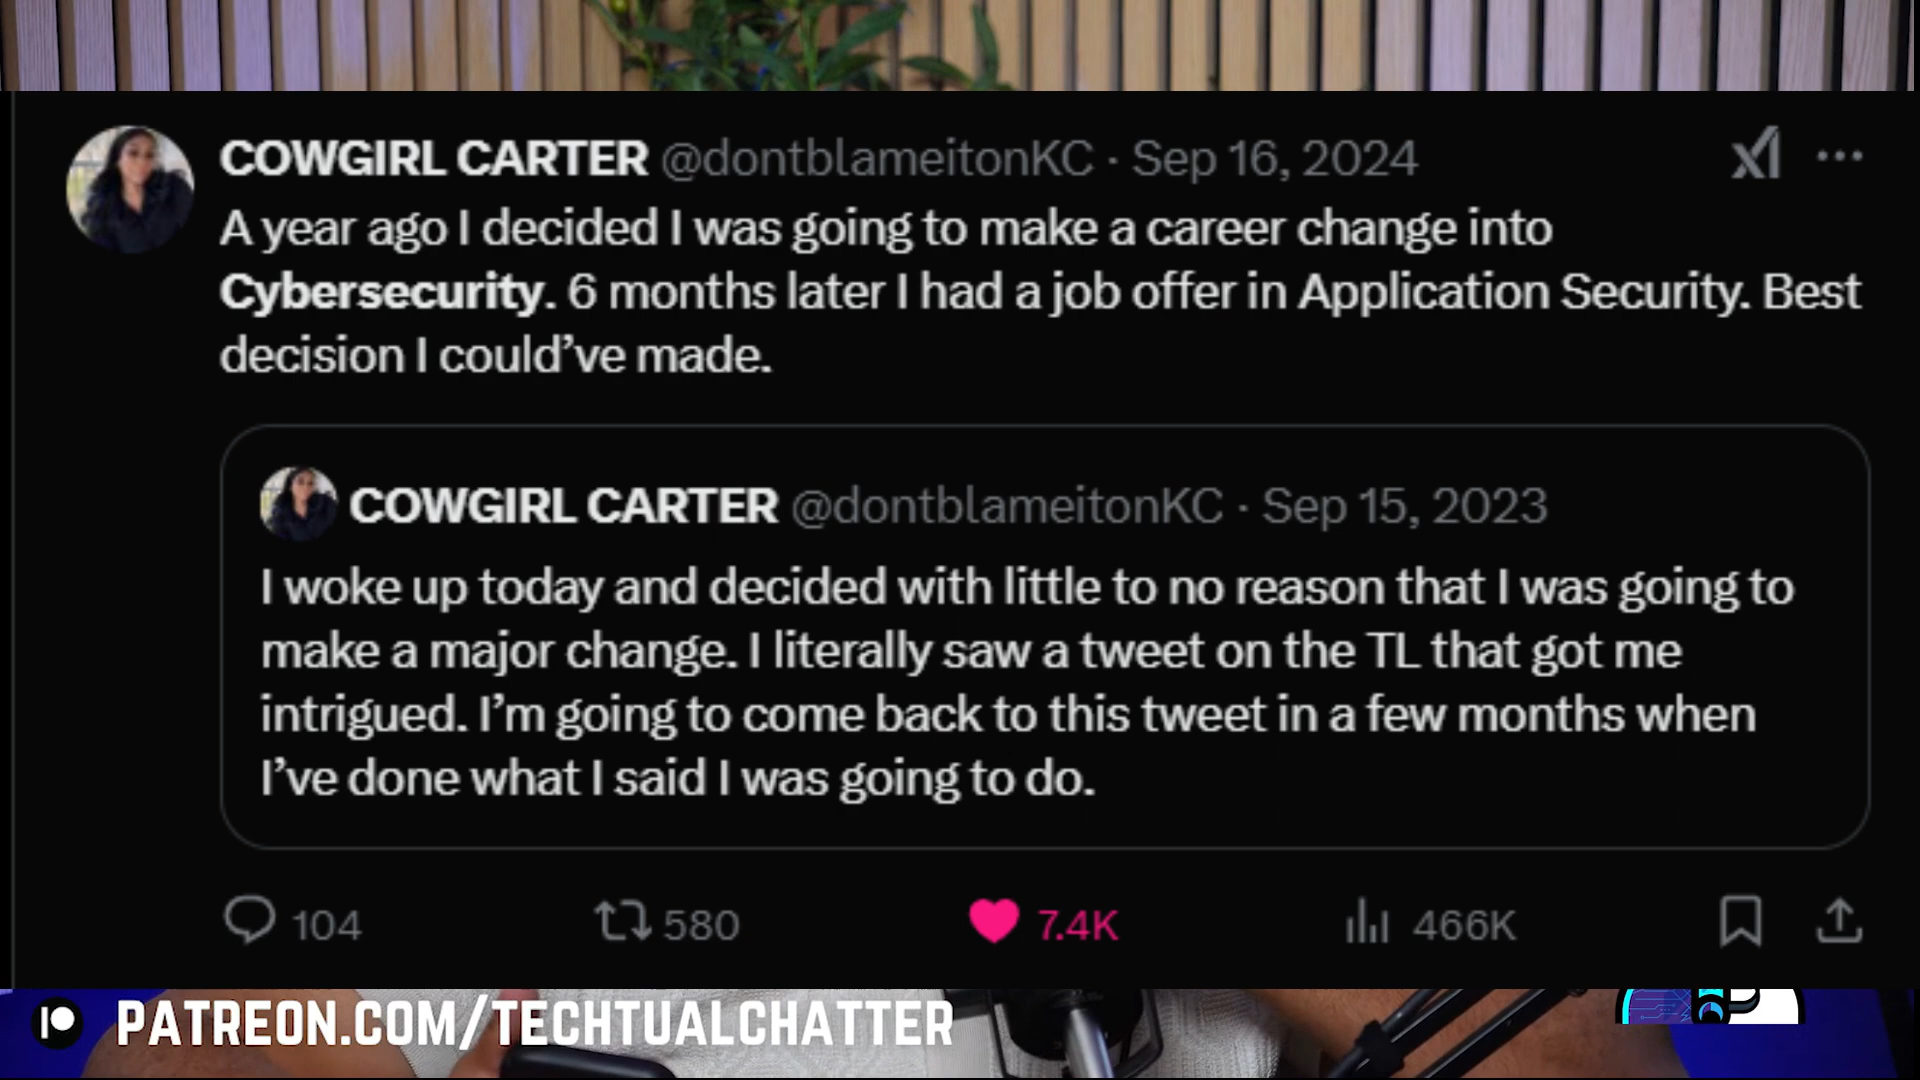 COWGIRL CARTER @dontblameitonKC · Sep 16, 2024
A year ago I decided I was going to make a career change into
Cybersecurity. 6 months later I had a job offer in Application Security. Best
decision I could’ve made.
COWGIRL CARTER @dontblameitonKC · Sep 15, 2023
I woke up today and decided with little to no reason that I was going to
make a major change. I literally saw a tweet on the TL that got me
intrigued. I’m going to come back to this tweet in a few months when
I’ve done what I said I was going to do.
104 580 7.4K 466K
PATREON.COM/TECHTUALCHATTER